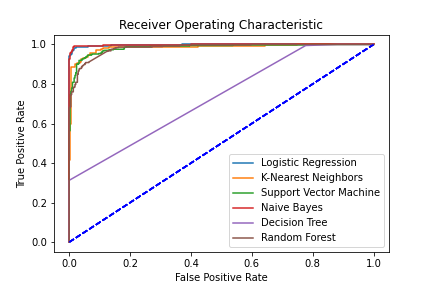 Receiver Operating Characteristic
True Positive Rate
1.0
0.8
0.6
0.4
0.2
0.0
Logistic Regression
K-Nearest Neighbors
Support Vector Machine
Naive Bayes
Decision Tree
Random Forest
0.0 0.2 0.4 0.6 0.8 1.0
False Positive Rate